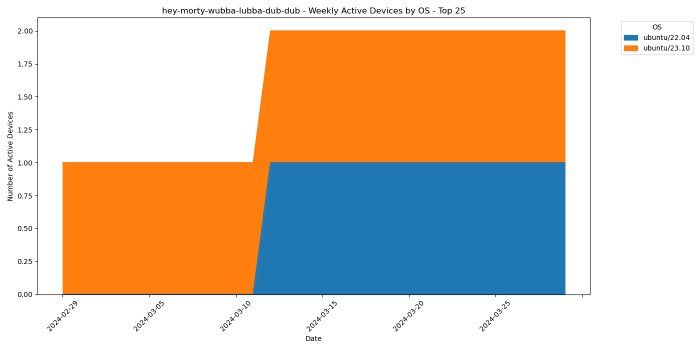 hey-morty-wubba-lubba-dub-dub - Weekly Active Devices by OS - Top 25
OS
ubuntu/22.04
ubuntu/23.10
Number of Active Devices
2.00
1.75
1.50
1.25
1.00
0.75
0.50
0.25
0.00
2024-02-29
2024-03-05
2024-03-10
2024-03-15
2024-03-20
2024-03-25
Date